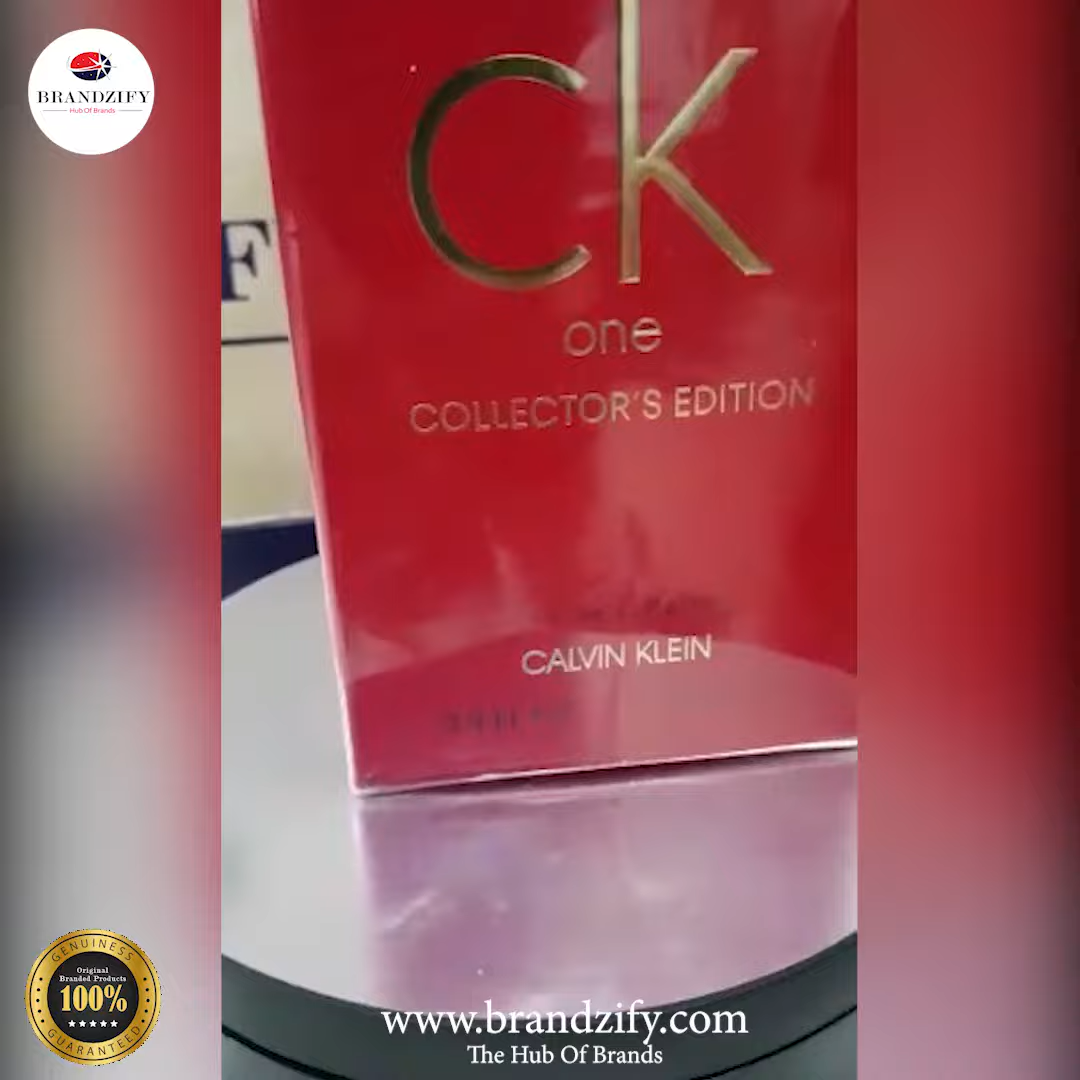 BRANDZIFY
Hub Of Brands
F
ck
one
COLLECTOR'S EDITION
CALVIN KLEIN
GENUINESS
Original
Branded Products
100%
GUARANTEED
www.brandzify.com
The Hub Of Brands